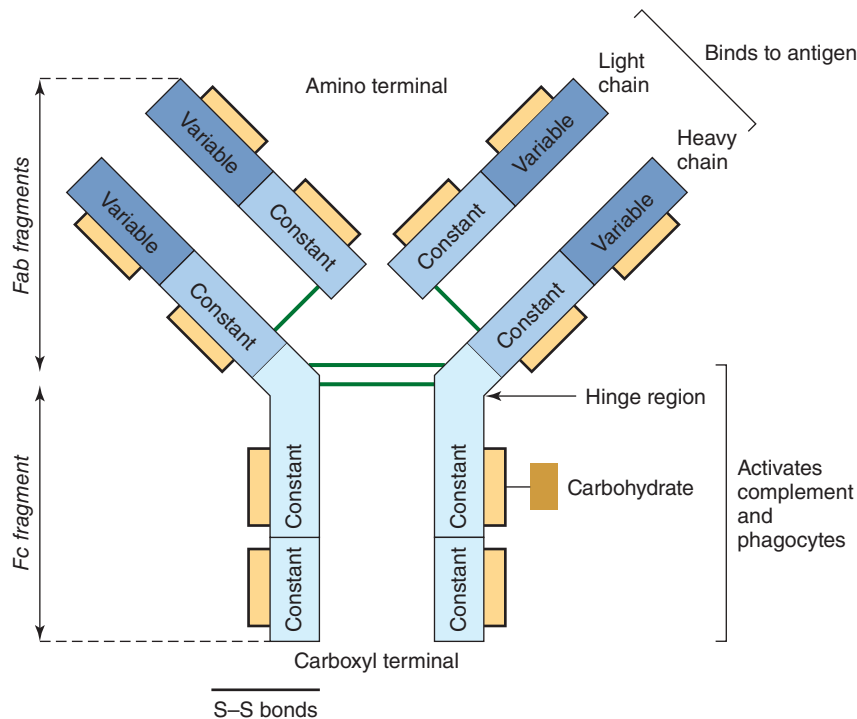 Binds to antigen
Light
chain
Amino terminal
Heavy
chain
Variable
Variable
Variable
Variable
Constant
Constant
Constant
Constant
Fab fragments
Hinge region
Constant
Constant
Carbohydrate
Activates
complement
and
phagocytes
Fc fragment
Constant
Constant
Carboxyl terminal
S–S bonds